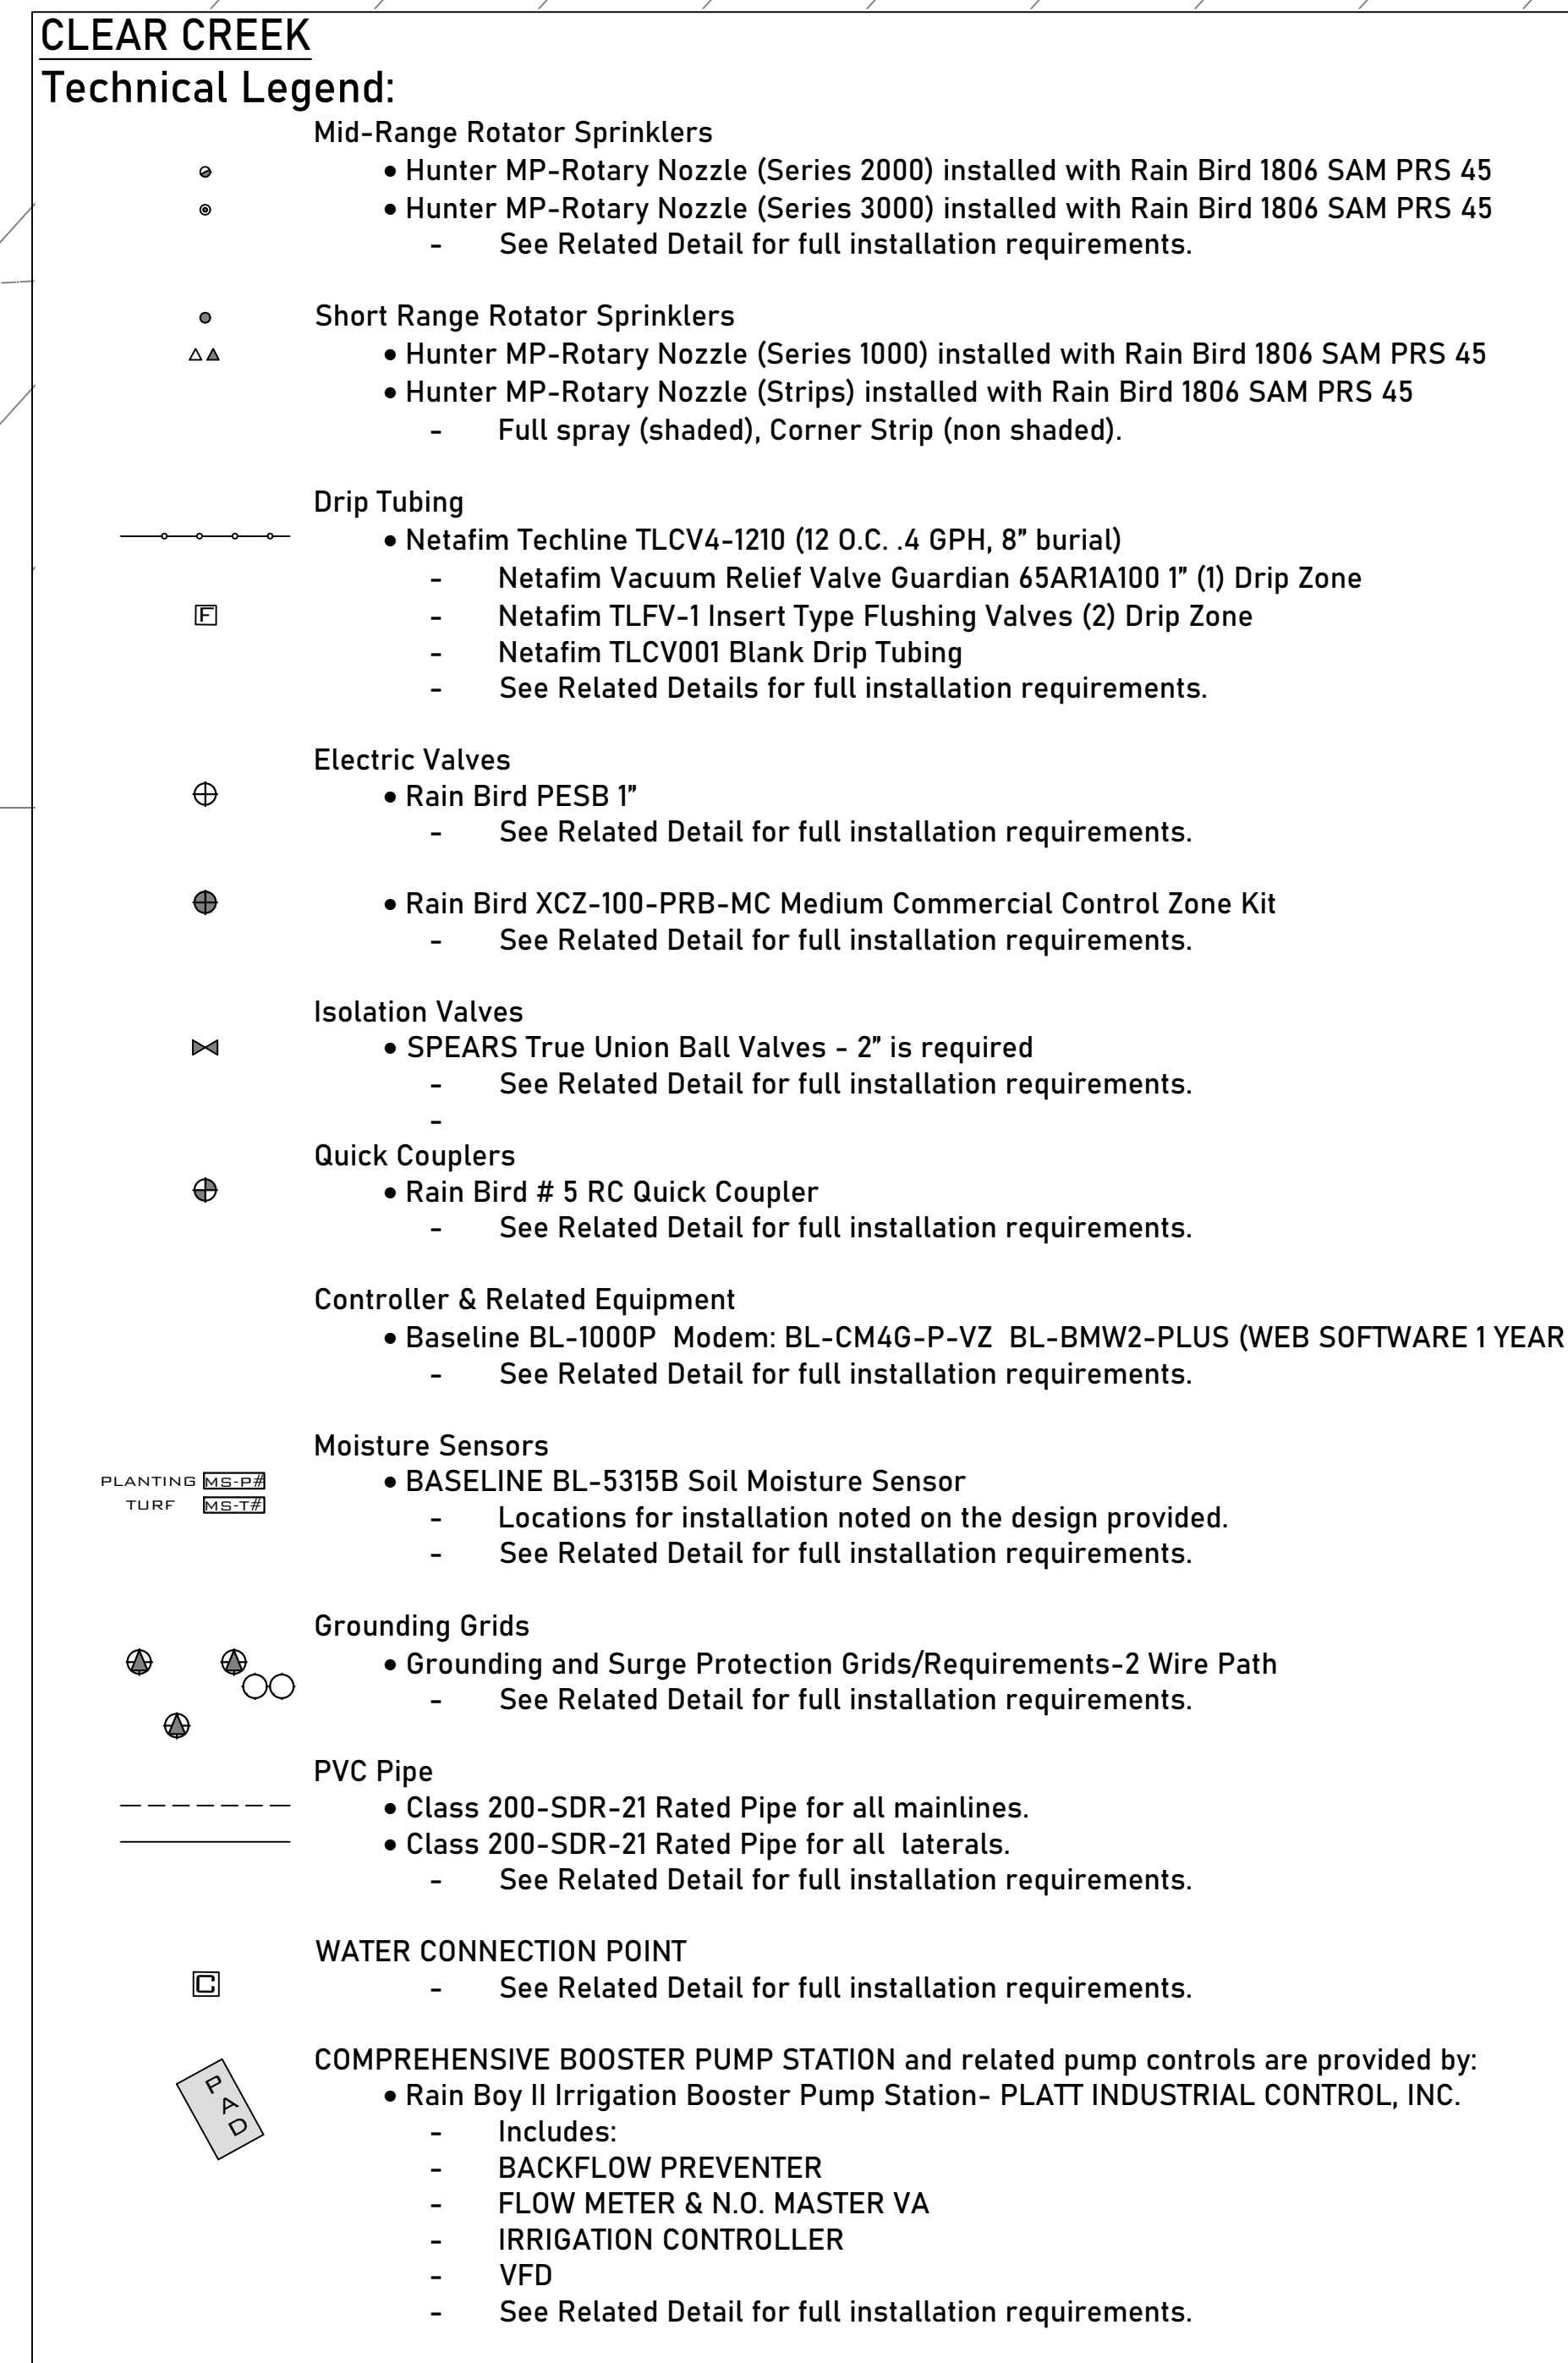 CLEAR CREEK
Technical Legend:
Mid-Range Rotator Sprinklers
• Hunter MP-Rotary Nozzle (Series 2000) installed with Rain Bird 1806 SAM PRS 45
• Hunter MP-Rotary Nozzle (Series 3000) installed with Rain Bird 1806 SAM PRS 45
- See Related Detail for full installation requirements.
Short Range Rotator Sprinklers
• Hunter MP-Rotary Nozzle (Series 1000) installed with Rain Bird 1806 SAM PRS 45
• Hunter MP-Rotary Nozzle (Strips) installed with Rain Bird 1806 SAM PRS 45
- Full spray (shaded), Corner Strip (non shaded).
Drip Tubing
• Netafim Techline TLCV4-1210 (12 O.C. .4 GPH, 8" burial)
- Netafim Vacuum Relief Valve Guardian 65AR1A100 1" (1) Drip Zone
F - Netafim TLFV-1 Insert Type Flushing Valves (2) Drip Zone
- Netafim TLCV001 Blank Drip Tubing
- See Related Details for full installation requirements.
Electric Valves
• Rain Bird PESB 1"
- See Related Detail for full installation requirements.
• Rain Bird XCZ-100-PRB-MC Medium Commercial Control Zone Kit
- See Related Detail for full installation requirements.
Isolation Valves
• SPEARS True Union Ball Valves - 2" is required
- See Related Detail for full installation requirements.
-
Quick Couplers
• Rain Bird # 5 RC Quick Coupler
- See Related Detail for full installation requirements.
Controller & Related Equipment
• Baseline BL-1000P Modem: BL-CM4G-P-VZ BL-BMW2-PLUS (WEB SOFTWARE 1 YEAR
- See Related Detail for full installation requirements.
Moisture Sensors
PLANTING MS-P# • BASELINE BL-5315B Soil Moisture Sensor
TURF MS-T#
- Locations for installation noted on the design provided.
- See Related Detail for full installation requirements.
Grounding Grids
• Grounding and Surge Protection Grids/Requirements-2 Wire Path
- See Related Detail for full installation requirements.
PVC Pipe
• Class 200-SDR-21 Rated Pipe for all mainlines.
• Class 200-SDR-21 Rated Pipe for all laterals.
- See Related Detail for full installation requirements.
WATER CONNECTION POINT
C - See Related Detail for full installation requirements.
COMPREHENSIVE BOOSTER PUMP STATION and related pump controls are provided by:
PAD
• Rain Boy II Irrigation Booster Pump Station- PLATT INDUSTRIAL CONTROL, INC.
- Includes:
- BACKFLOW PREVENTER
- FLOW METER & N.O. MASTER VA
- IRRIGATION CONTROLLER
- VFD
- See Related Detail for full installation requirements.